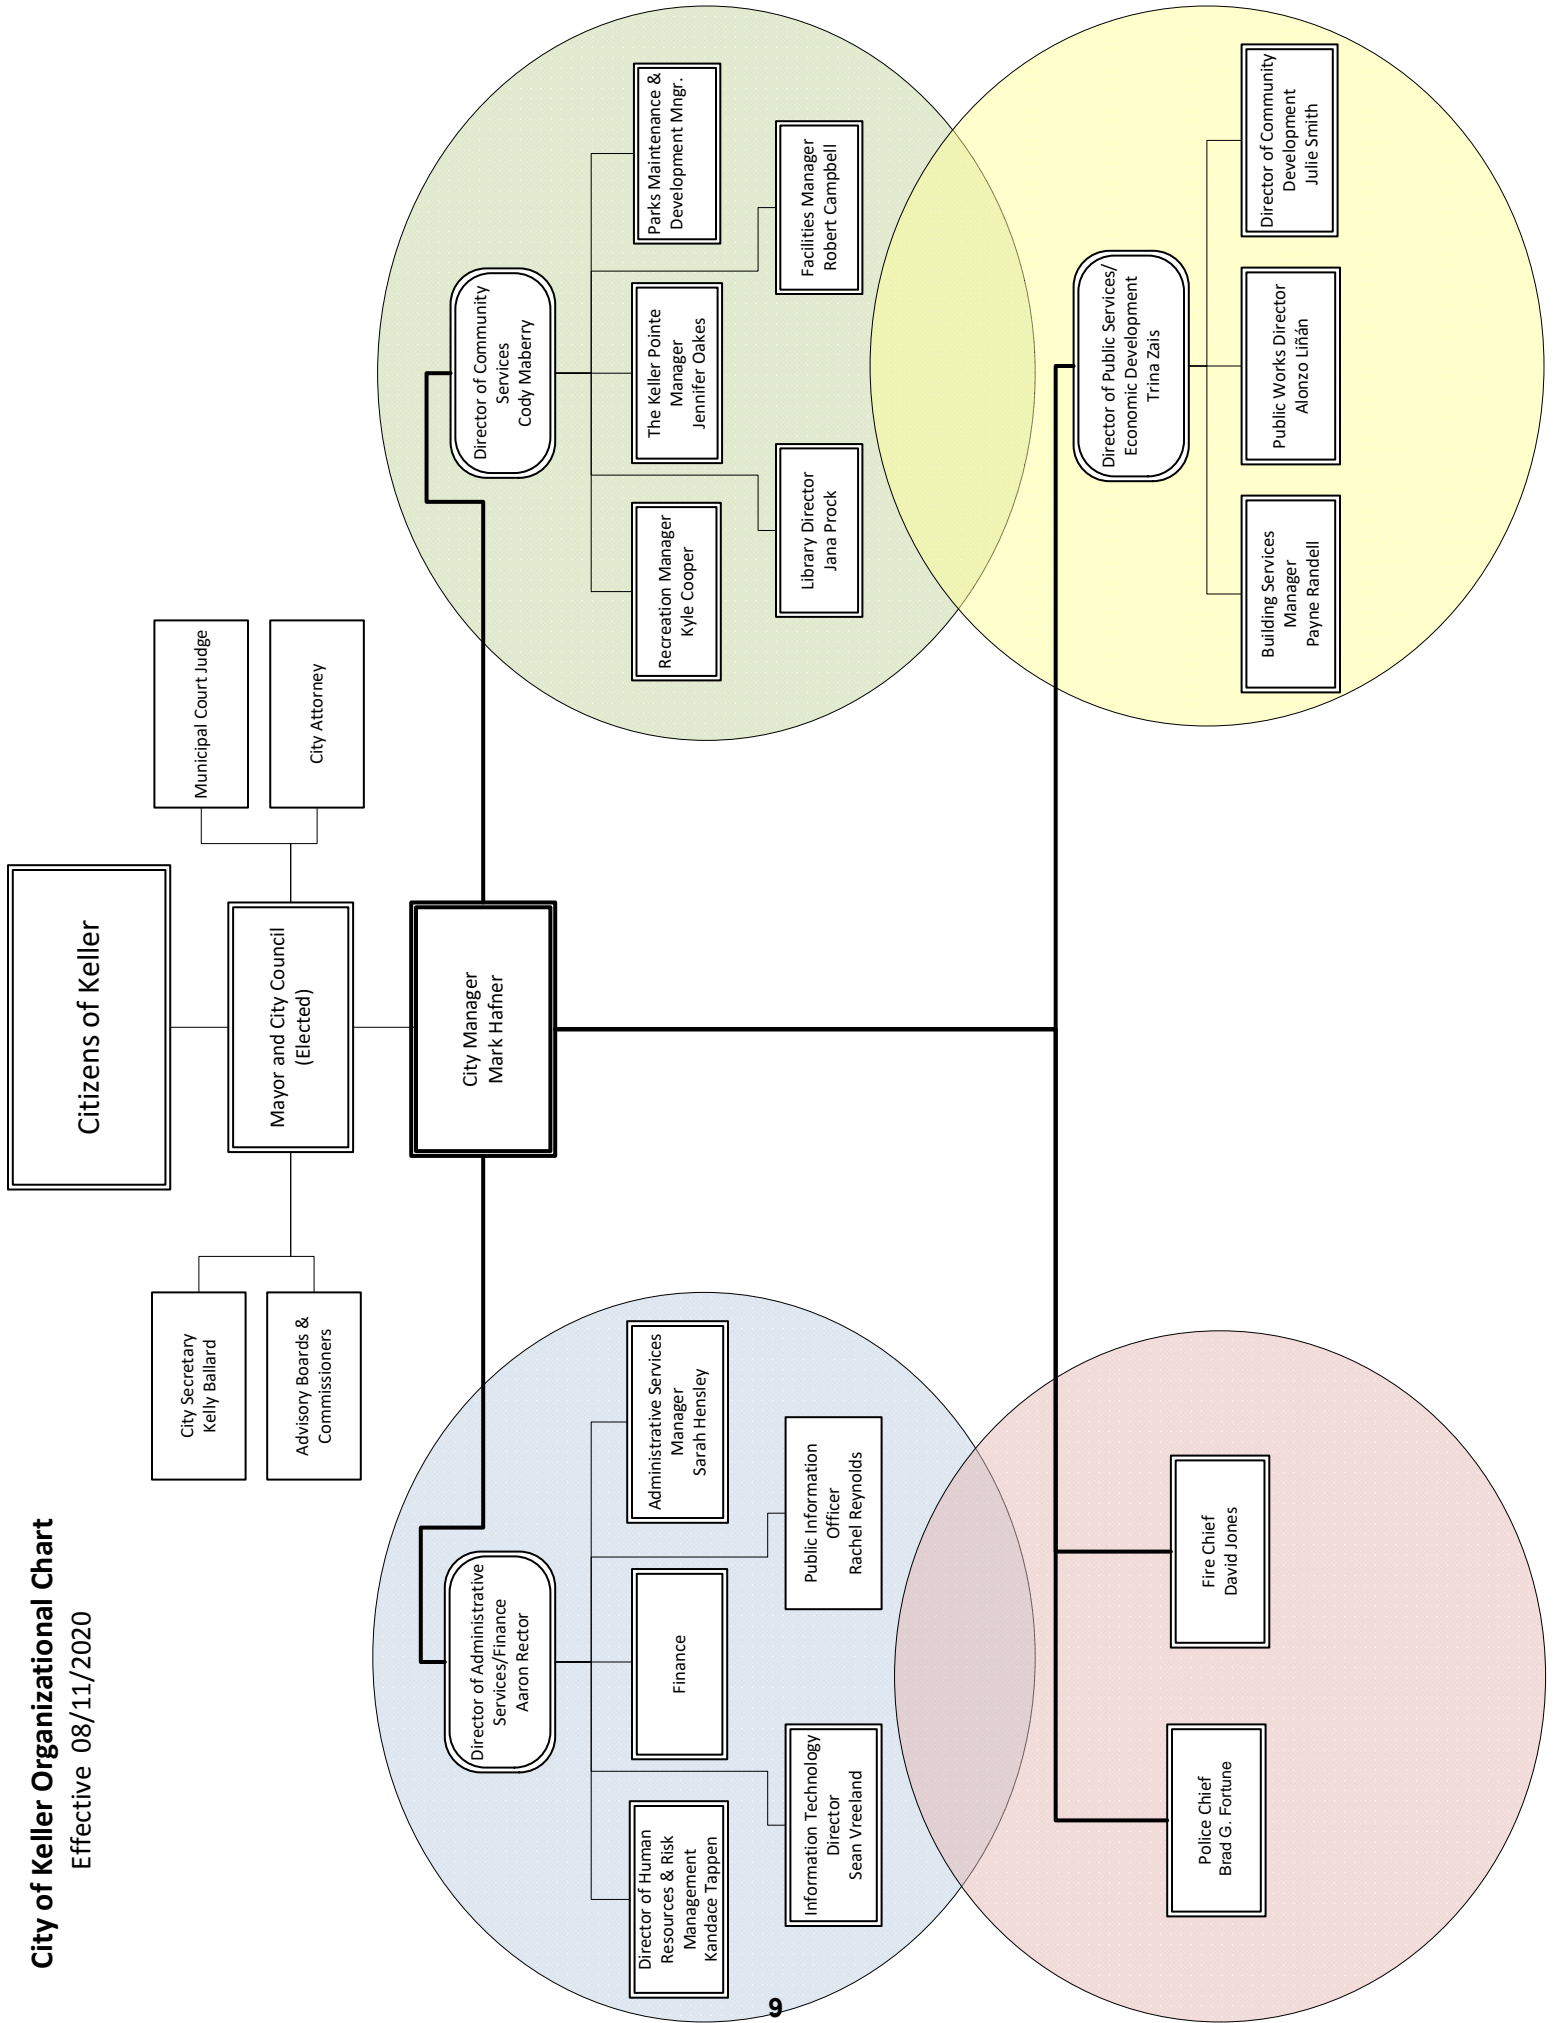 City of Keller Organizational Chart
Effective 08/11/2020
Citizens of Keller
City Secretary
Kelly Ballard
Advisory Boards &
Commissioners
Mayor and City Council
(Elected)
Municipal Court Judge
City Attorney
City Manager
Mark Hafner
Director of Administrative
Services/Finance
Aaron Rector
Director of Human
Resources & Risk
Management
Kandace Tappen
Finance
Administrative Services
Manager
Sarah Hensley
Information Technology
Director
Sean Vreeland
Public Information
Officer
Rachel Reynolds
Director of Community
Services
Cody Maberry
Recreation Manager
Kyle Cooper
The Keller Pointe
Manager
Jennifer Oakes
Parks Maintenance &
Development Mngr.
Library Director
Jana Prock
Facilities Manager
Robert Campbell
Police Chief
Brad G. Fortune
Fire Chief
David Jones
Director of Public Services/
Economic Development
Trina Zais
Building Services
Manager
Payne Randell
Public Works Director
Alonzo Liñán
Director of Community
Development
Julie Smith
9